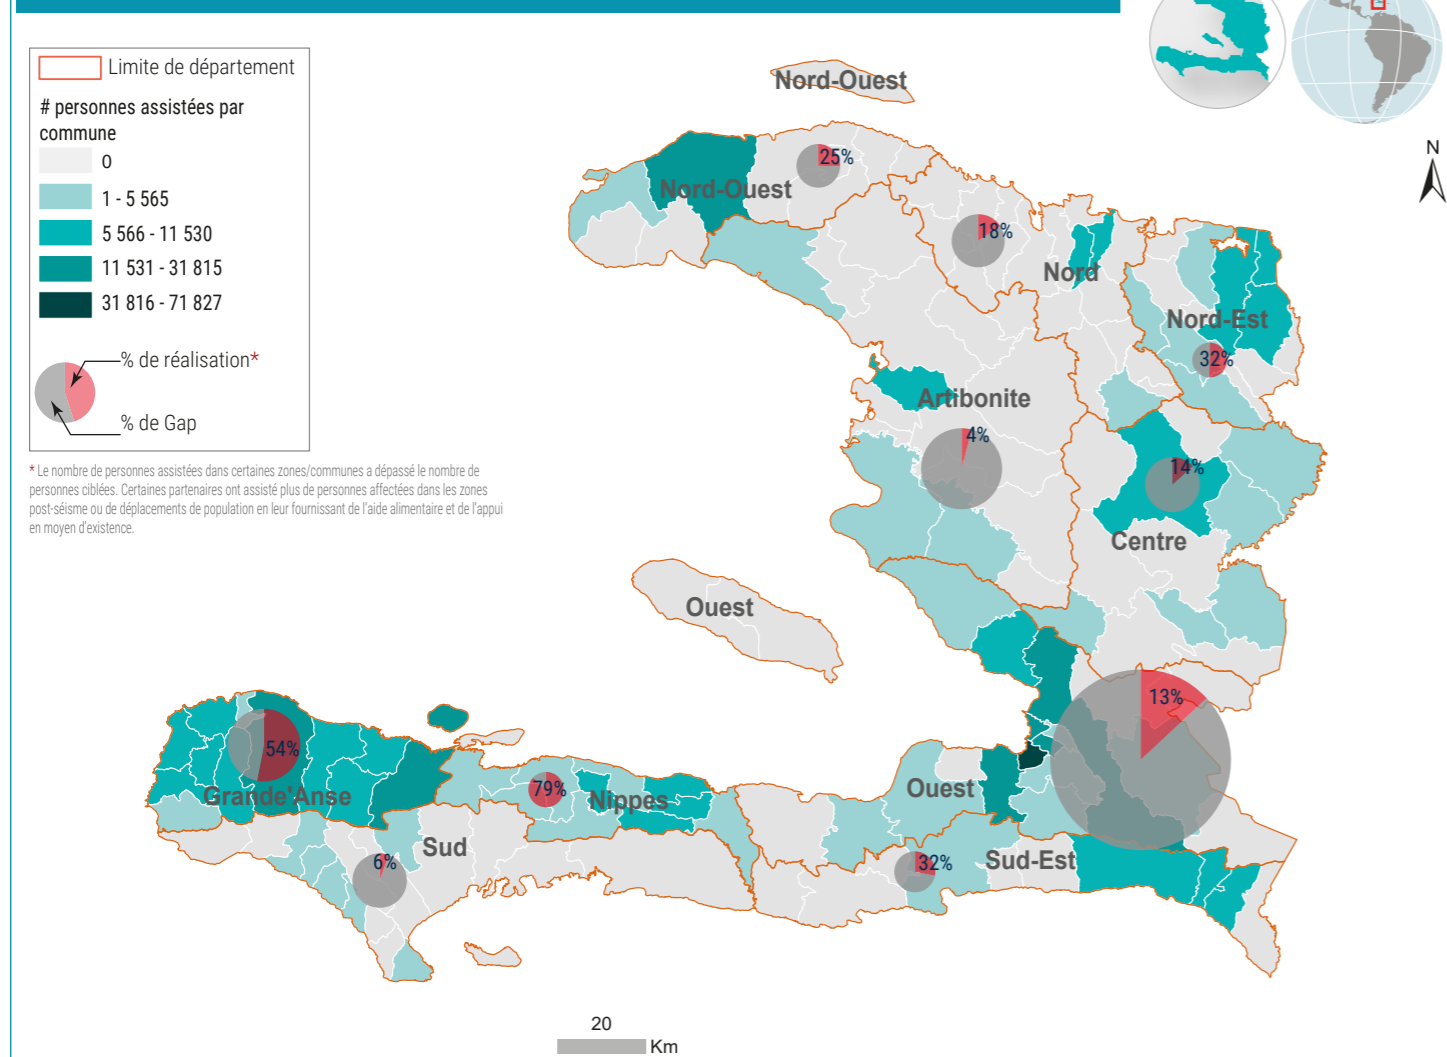 Limite de département
# personnes assistées par
commune
0
1 - 5 565
5 566 - 11 530
11 531 - 31 815
31 816 - 71 827
% de réalisation*
% de Gap
* Le nombre de personnes assistées dans certaines zones/communes a dépassé le nombre de
personnes ciblées. Certaines partenaires ont assisté plus de personnes affectées dans les zones
post-séisme ou de déplacements de population en leur fournissant de l'aide alimentaire et de l'appui
en moyen d'existence.
N
Nord-Ouest
25%
Nord-Ouest
18%
Nord
Nord-Est
32%
Artibonite
4%
14%
Centre
Ouest
13%
54%
Grande'Anse
79%
Nippes
Ouest
Sud
6%
32%
Sud-Est
20
Km